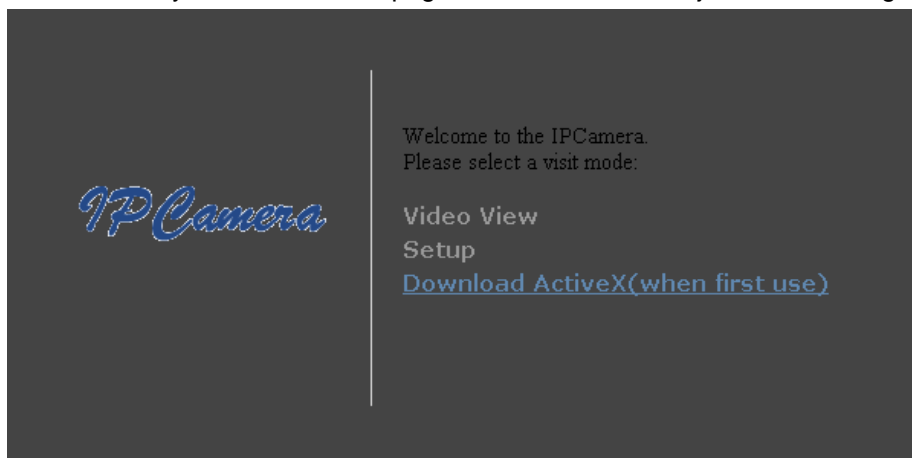 IPCamera
Welcome to the IPCamera.
Please select a visit mode:
Video View
Setup
Download ActiveX(when first use)